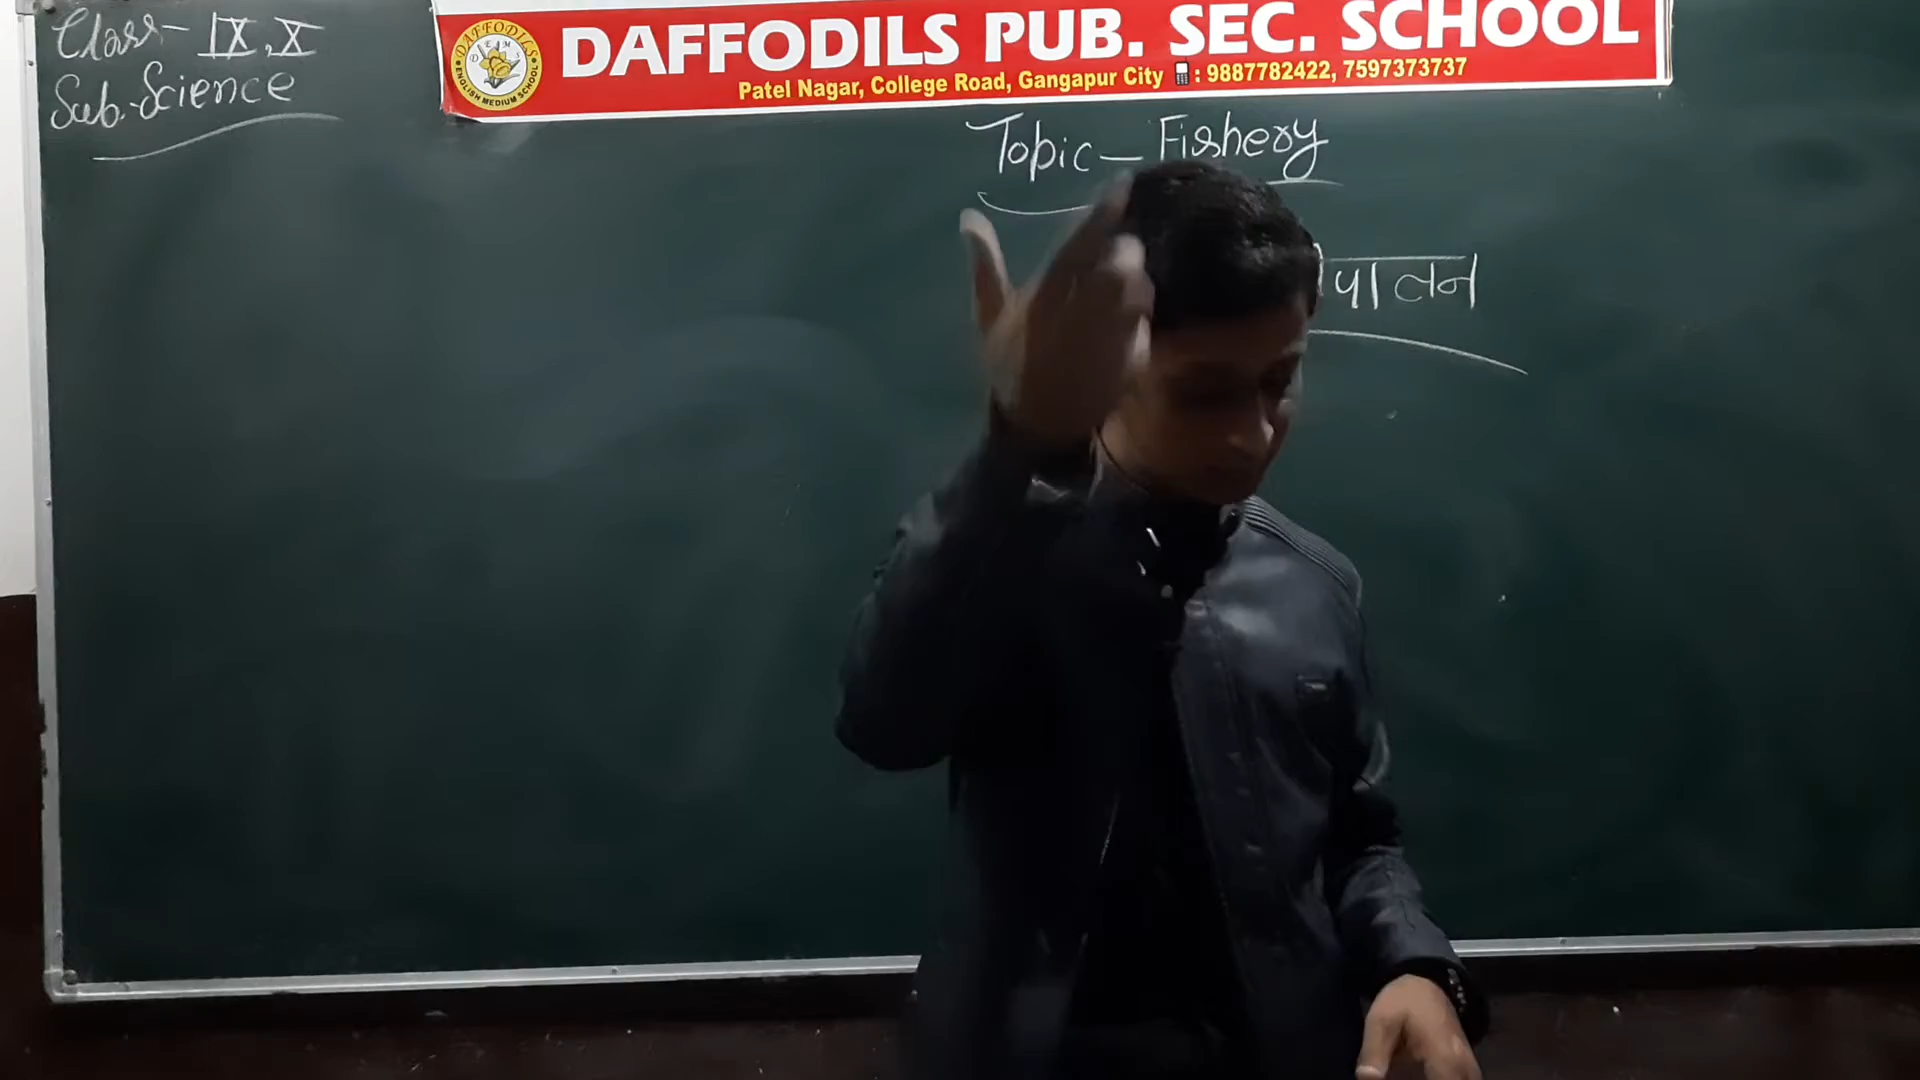 Class - IX, X
Sub. Science
DAFFODILS
ENGLISH MEDIUM SCHOOL
DAFFODILS PUB. SEC. SCHOOL
Patel Nagar, College Road, Gangapur City : 9887782422, 7597373737
Topic - Fishery
पालन